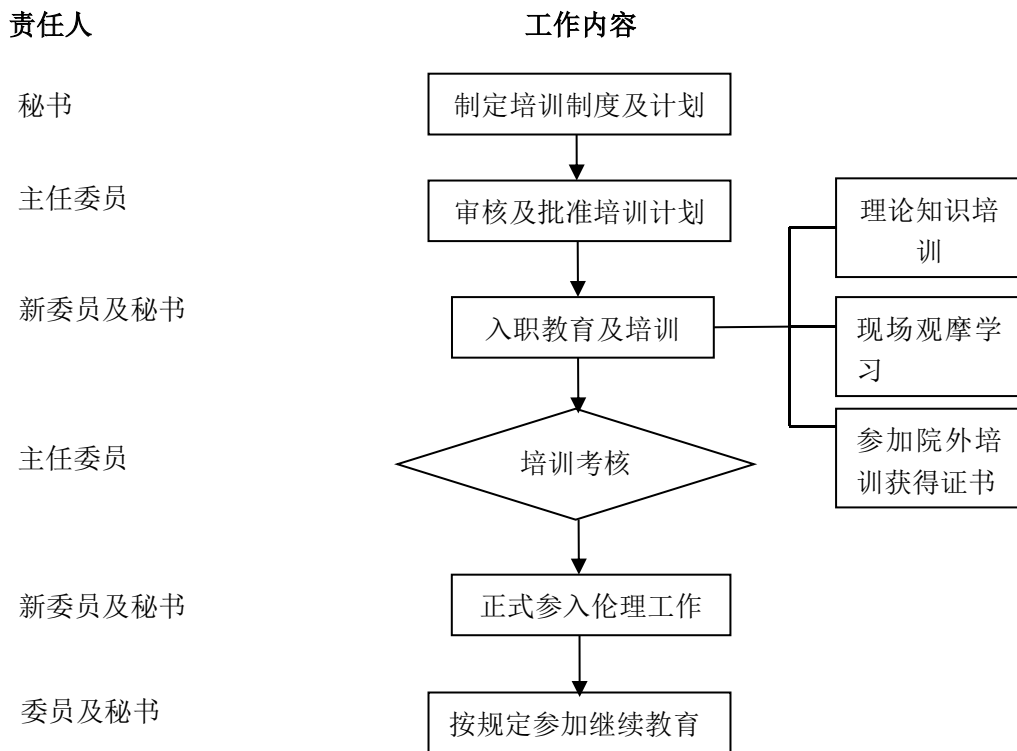 责任人 工作内容
秘书 制定培训制度及计划
主任委员 审核及批准培训计划
理论知识培
训
新委员及秘书 入职教育及培训
现场观摩学
习
主任委员 培训考核
参加院外培
训获得证书
新委员及秘书 正式参入伦理工作
委员及秘书 按规定参加继续教育